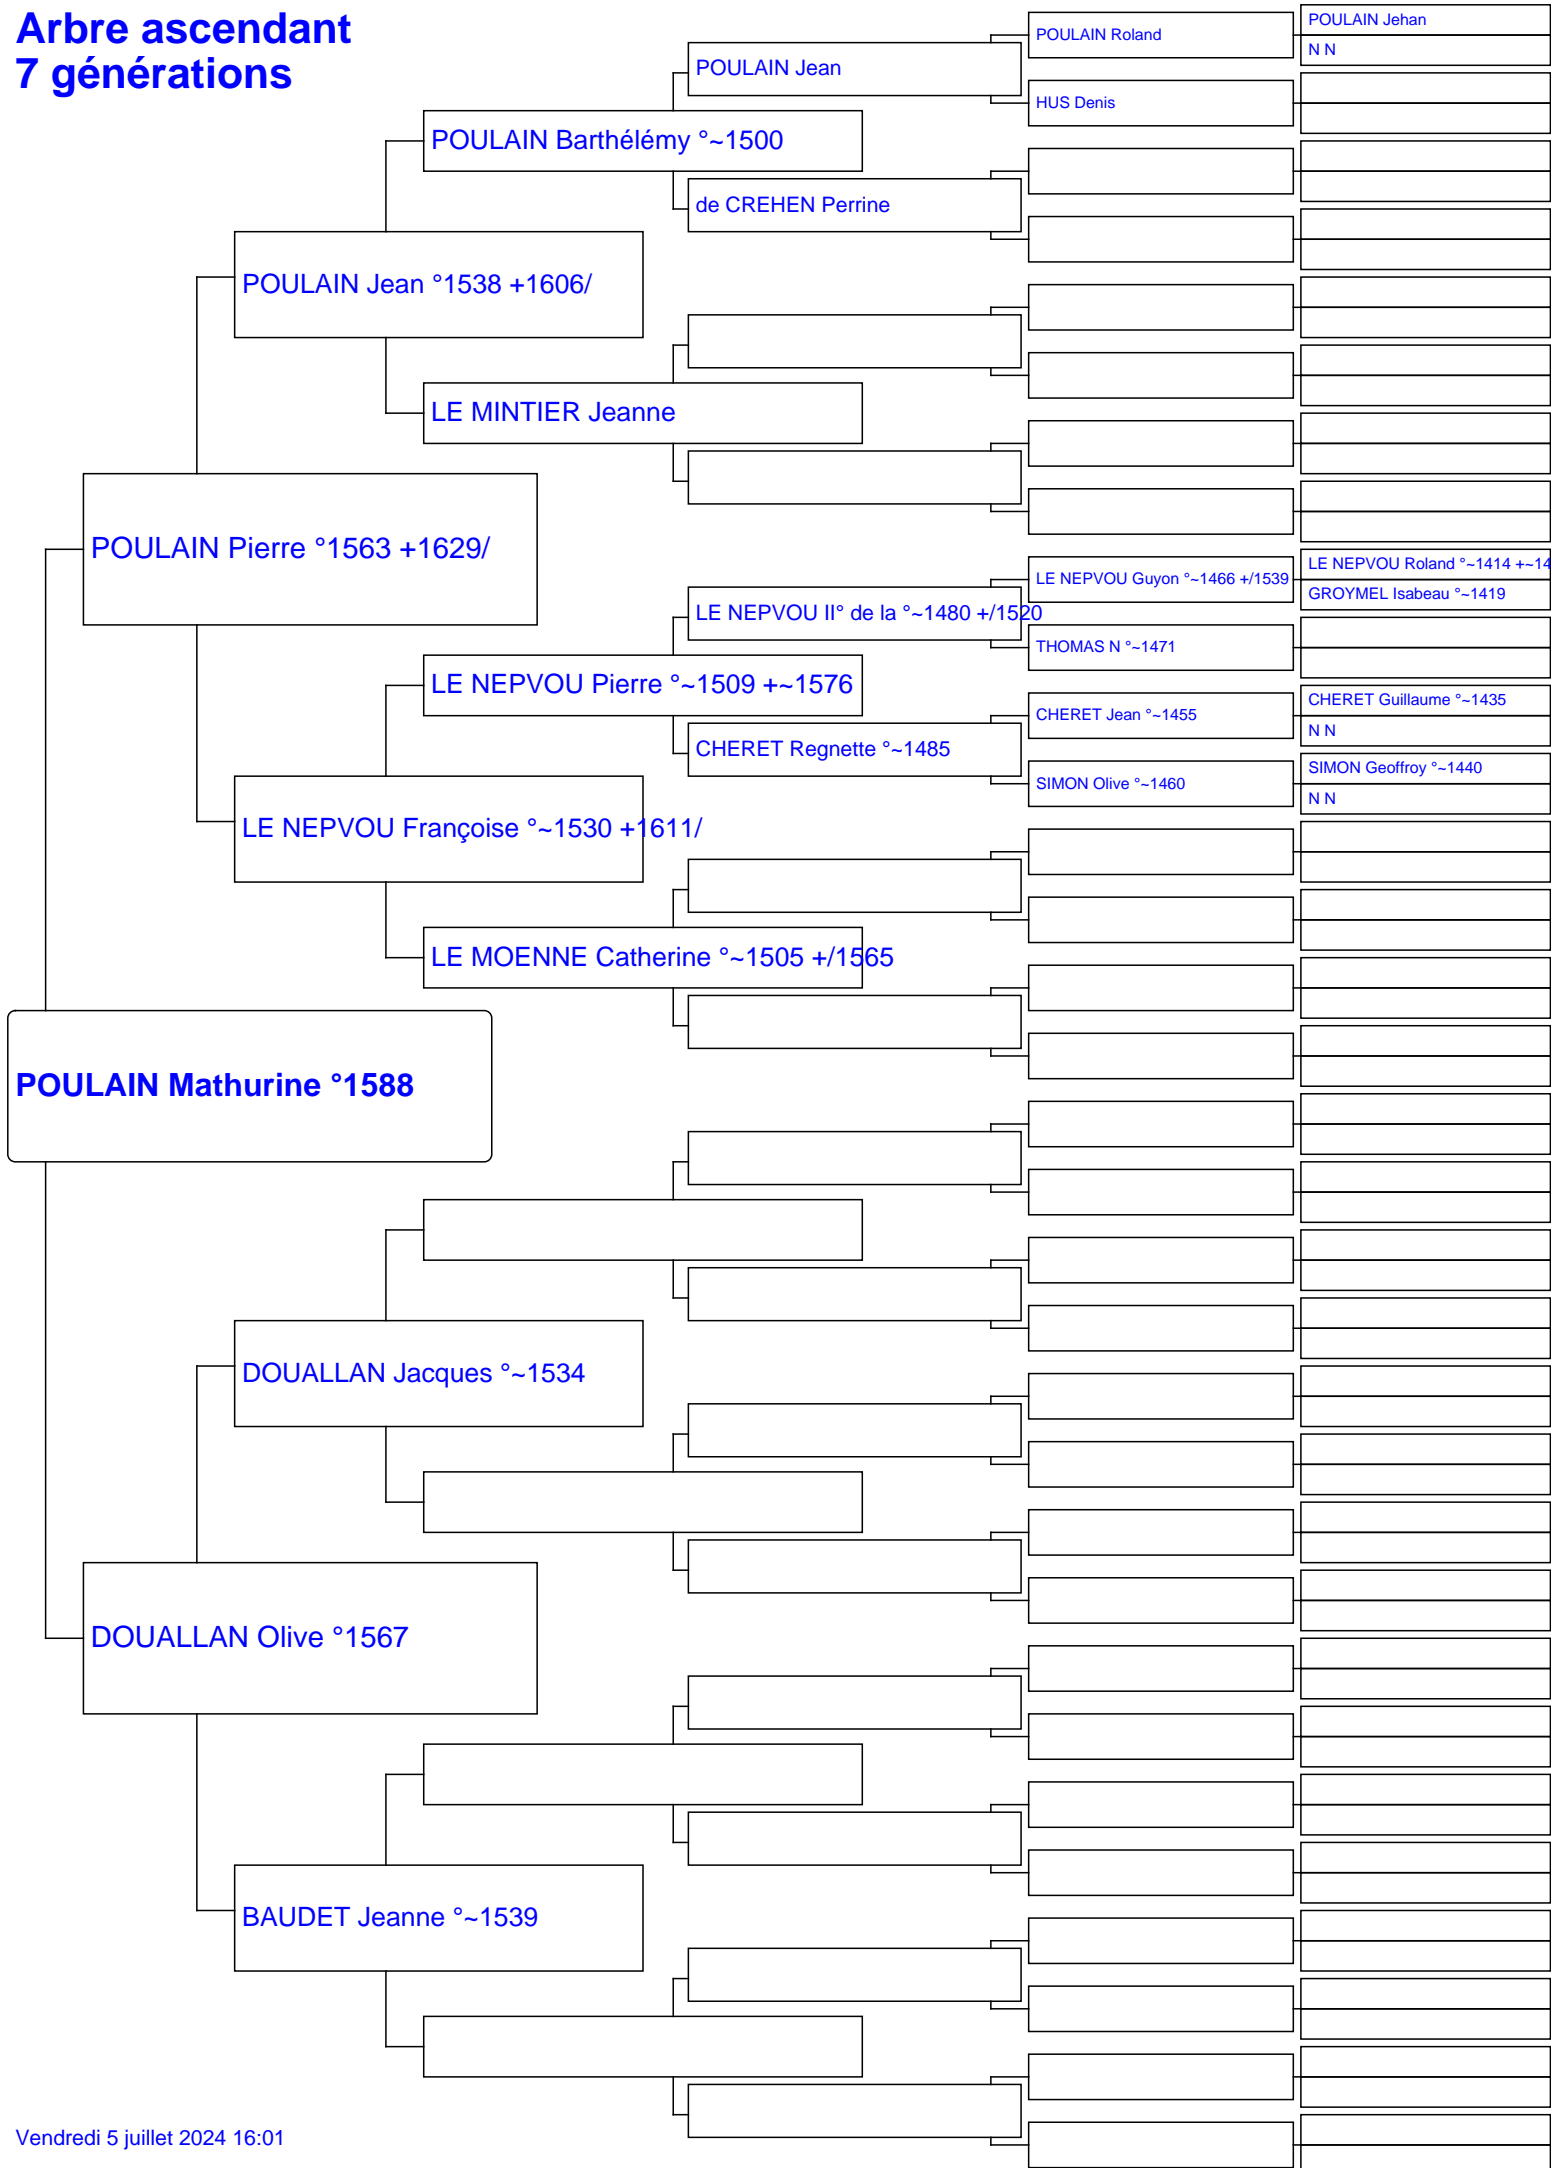 Arbre ascendant
7 générations
POULAIN Jehan
POULAIN Roland
N N
POULAIN Jean
HUS Denis
POULAIN Barthélémy °~1500
de CREHEN Perrine
POULAIN Jean °1538 +1606/
LE MINTIER Jeanne
POULAIN Pierre °1563 +1629/
LE NEPVOU Roland °~1414 +~14
LE NEPVOU Guyon °~1466 +/1539
GROYMEL Isabeau °~1419
LE NEPVOU II° de la °~1480 +/1520
THOMAS N °~1471
LE NEPVOU Pierre °~1509 +~1576
CHERET Guillaume °~1435
CHERET Jean °~1455
N N
CHERET Regnette °~1485
SIMON Geoffroy °~1440
SIMON Olive °~1460
N N
LE NEPVOU Françoise °~1530 +1611/
LE MOENNE Catherine °~1505 +/1565
POULAIN Mathurine °1588
DOUALLAN Jacques °~1534
DOUALLAN Olive °1567
BAUDET Jeanne °~1539
Vendredi 5 juillet 2024 16:01